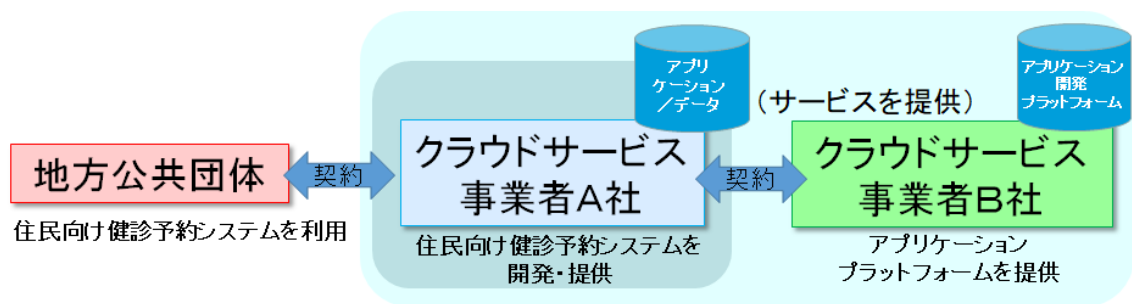 アプリ
ケーション
／データ
アプリケーション
開発
プラットフォーム
（サービスを提供）
地方公共団体
契約
クラウドサービス
事業者A社
契約
クラウドサービス
事業者B社
住民向け健診予約システムを利用
住民向け健診予約システムを
開発・提供
アプリケーション
プラットフォームを提供